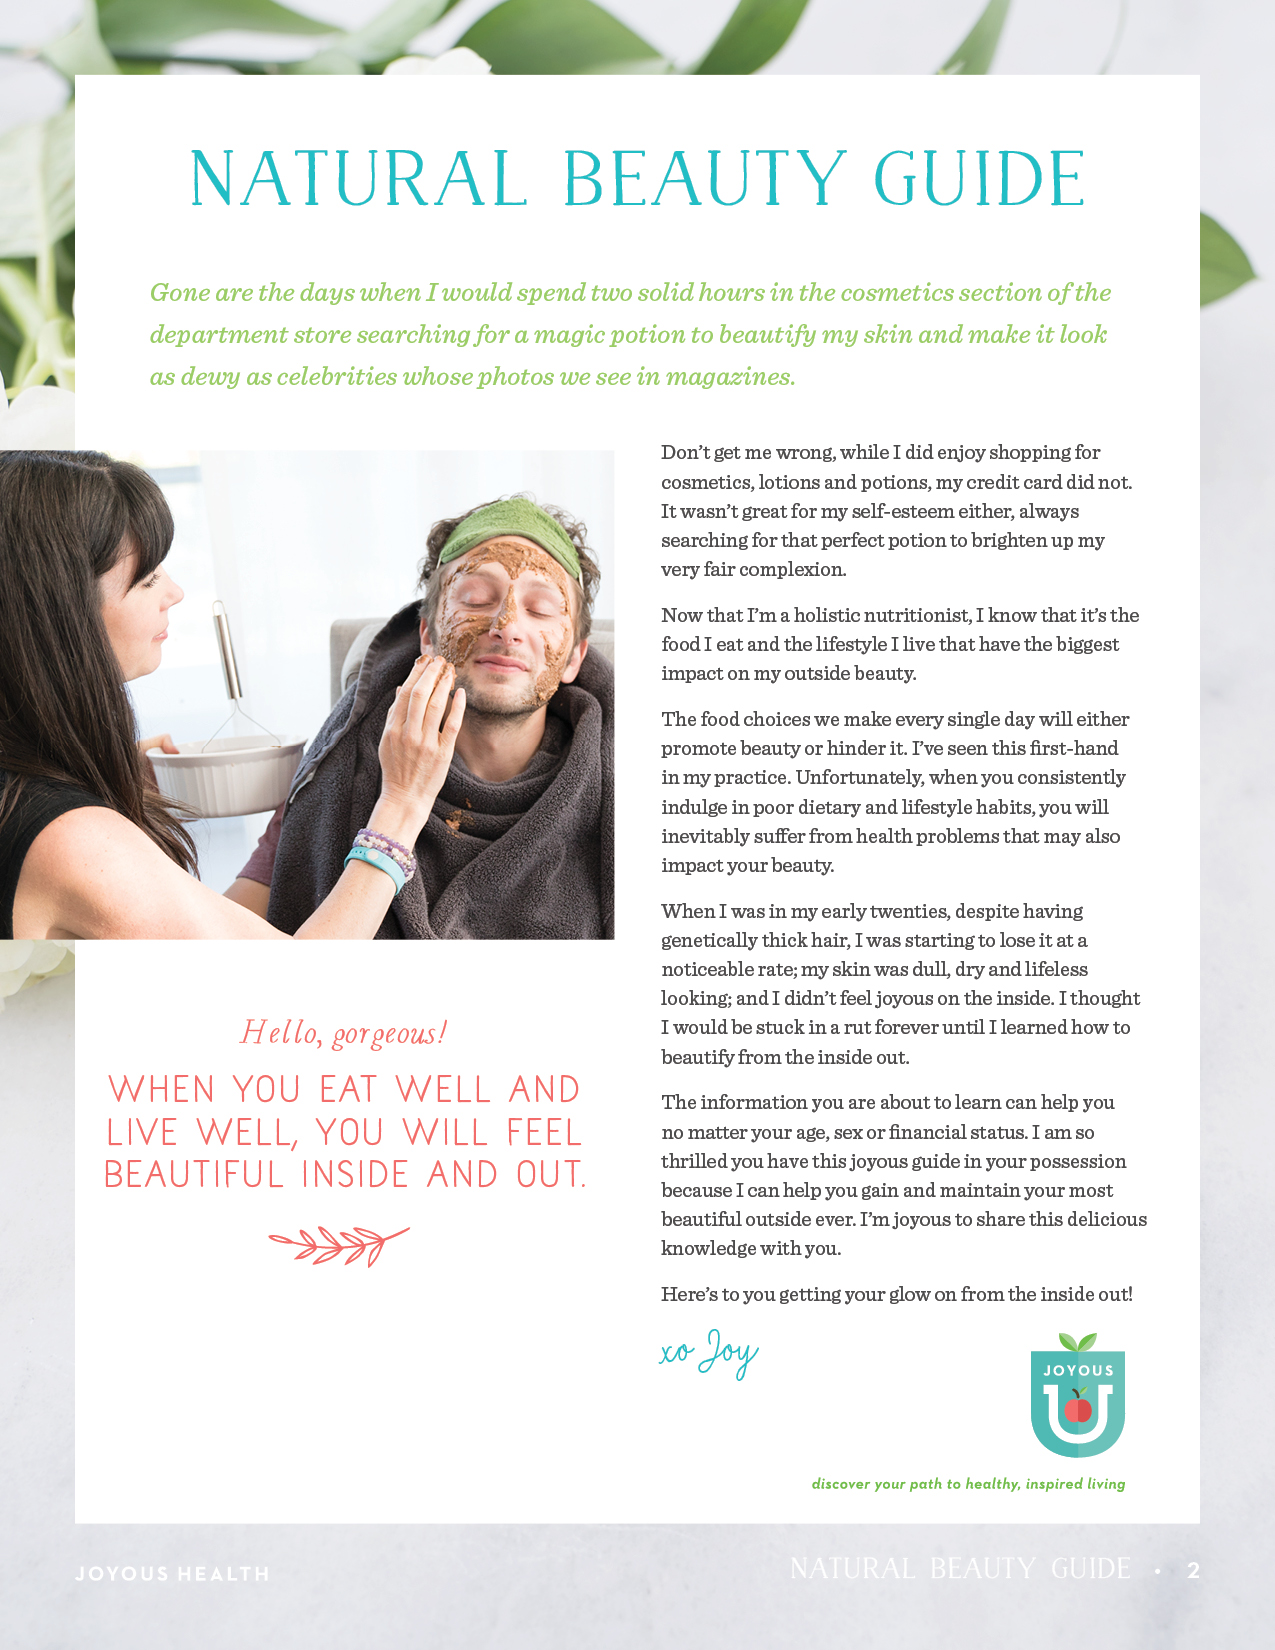 NATURAL BEAUTY GUIDE
Gone are the days when I would spend two solid hours in the cosmetics section of the
department store searching for a magic potion to beautify my skin and make it look
as dewy as celebrities whose photos we see in magazines.
Don't get me wrong, while I did enjoy shopping for
cosmetics, lotions and potions, my credit card did not.
It wasn't great for my self-esteem either, always
searching for that perfect potion to brighten up my
very fair complexion.
Now that I'm a holistic nutritionist, I know that it's the
food I eat and the lifestyle I live that have the biggest
impact on my outside beauty.
The food choices we make every single day will either
promote beauty or hinder it. I've seen this first-hand
in my practice. Unfortunately, when you consistently
indulge in poor dietary and lifestyle habits, you will
inevitably suffer from health problems that may also
impact your beauty.
When I was in my early twenties, despite having
genetically thick hair, I was starting to lose it at a
noticeable rate; my skin was dull, dry and lifeless
looking; and I didn't feel joyous on the inside. I thought
I would be stuck in a rut forever until I learned how to
beautify from the inside out.
The information you are about to learn can help you
no matter your age, sex or financial status. I am so
thrilled you have this joyous guide in your possession
because I can help you gain and maintain your most
beautiful outside ever. I'm joyous to share this delicious
knowledge with you.
Here's to you getting your glow on from the inside out!
xo Joy
Hello, gorgeous!
WHEN YOU EAT WELL AND
LIVE WELL, YOU WILL FEEL
BEAUTIFUL INSIDE AND OUT.
JOYOUS
U
discover your path to healthy, inspired living
JOYOUS HEALTH
NATURAL BEAUTY GUIDE • 2